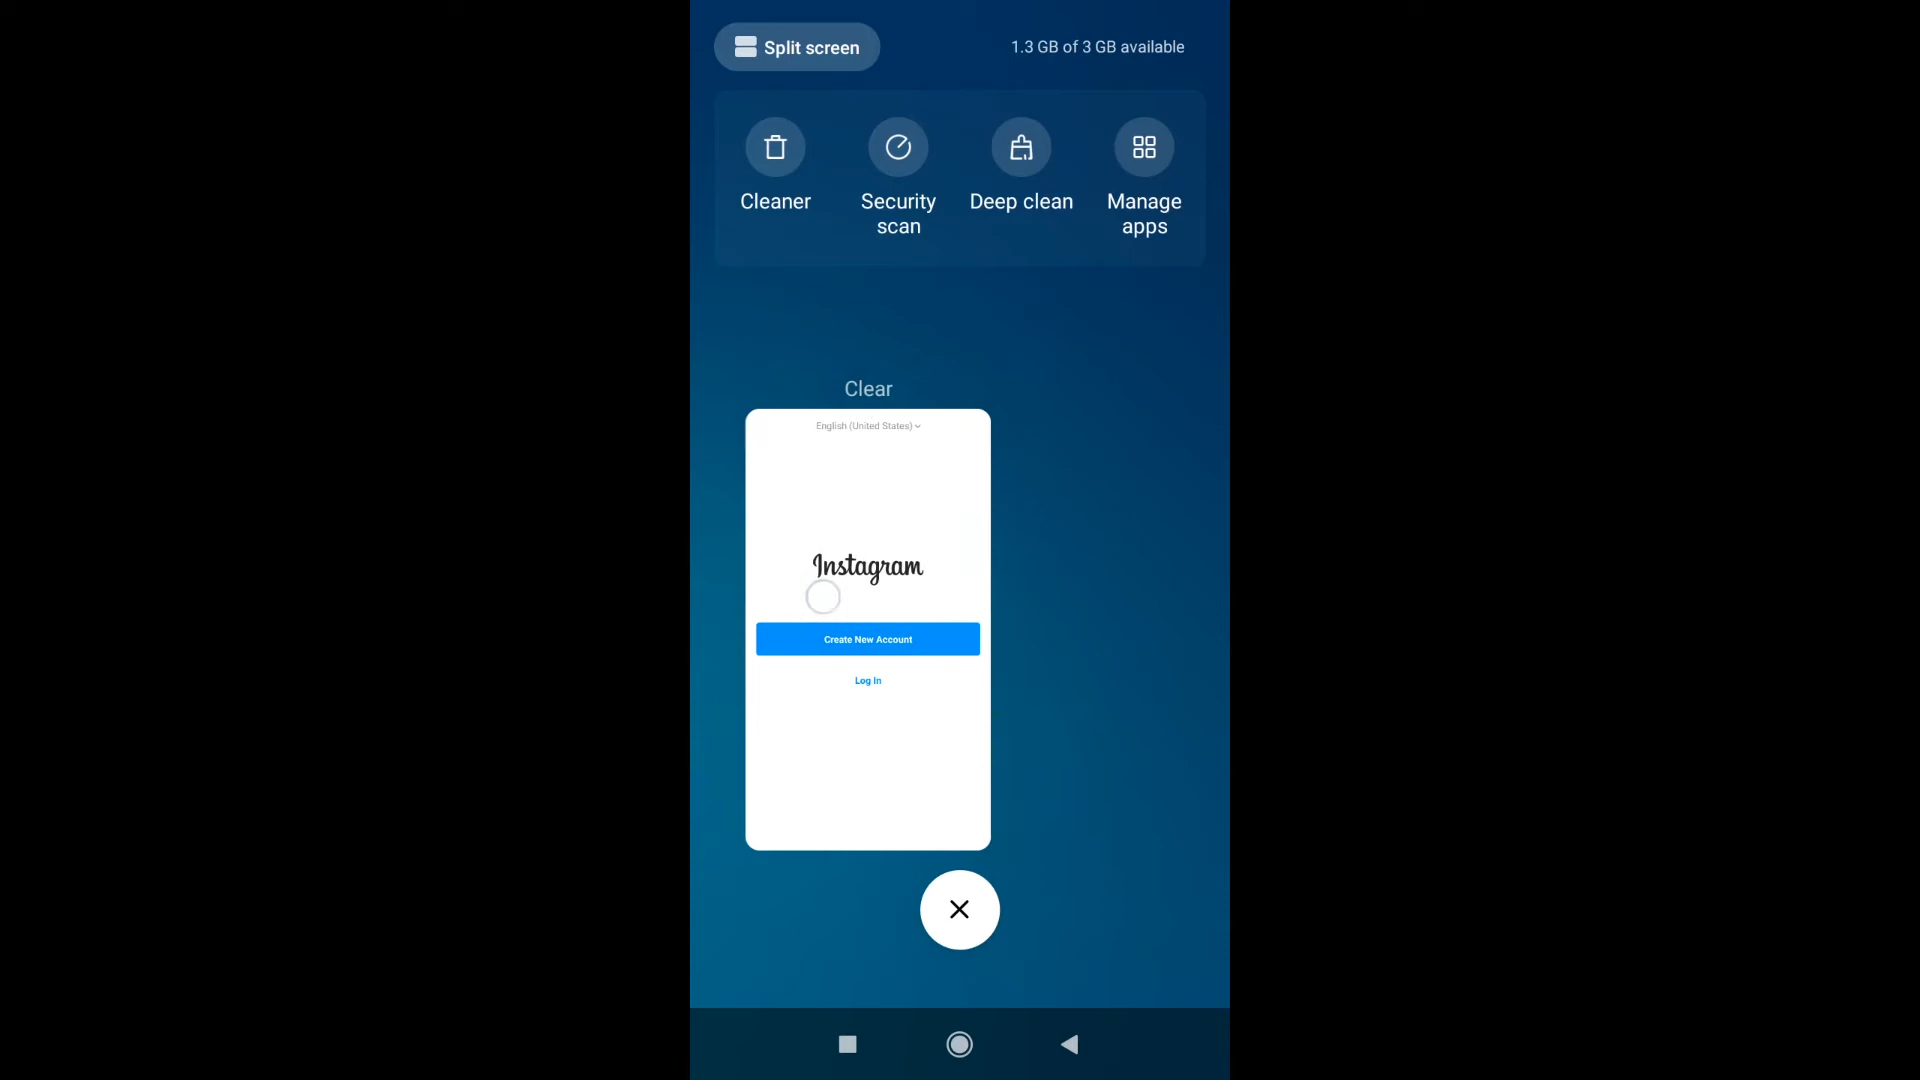 Split screen
1.3 GB of 3 GB available
Cleaner
Security
scan
Deep clean
Manage
apps
Clear
English (United States)
Instagram
Create New Account
Log In